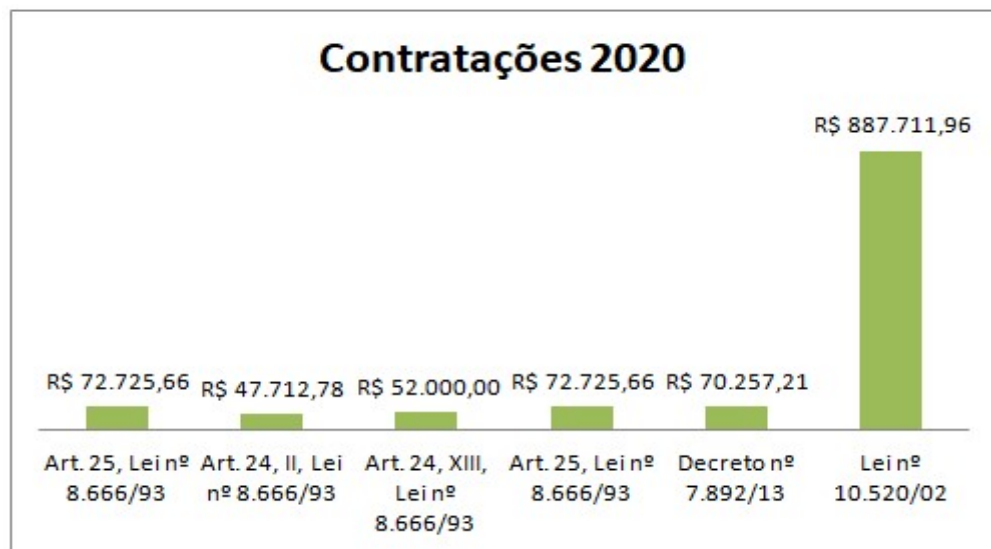 Contratações 2020
R$ 887.711,96
R$ 72.725,66
R$ 47.712,78
R$ 52.000,00
R$ 72.725,66
R$ 70.257,21
Art. 25, Lei nº
8.666/93
Art. 24, II, Lei
nº 8.666/93
Art. 24, XIII,
Lei nº
8.666/93
Art. 25, Lei nº
8.666/93
Decreto nº
7.892/13
Lei nº
10.520/02